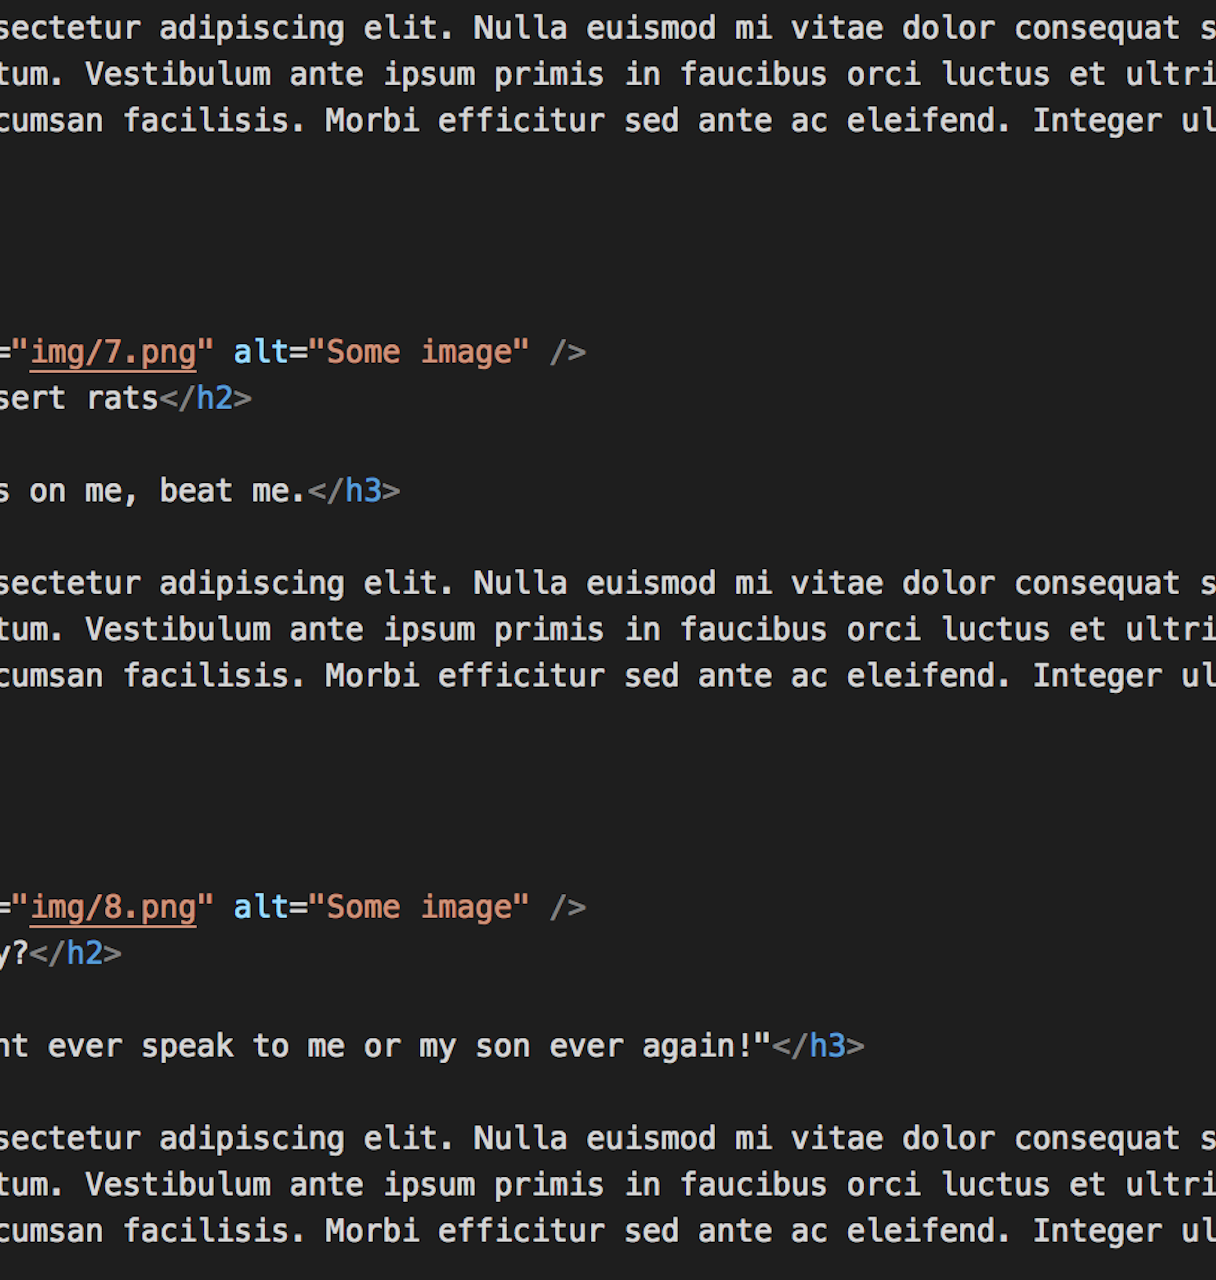 sectetur adipiscing elit. Nulla euismod mi vitae dolor consequat s
tum. Vestibulum ante ipsum primis in faucibus orci luctus et ultri
cumsan facilisis. Morbi efficitur sed ante ac eleifend. Integer ul
="img/7.png" alt="Some image" />
sert rats</h2>
s on me, beat me.</h3>
sectetur adipiscing elit. Nulla euismod mi vitae dolor consequat s
tum. Vestibulum ante ipsum primis in faucibus orci luctus et ultri
cumsan facilisis. Morbi efficitur sed ante ac eleifend. Integer ul
="img/8.png" alt="Some image" />
y?</h2>
nt ever speak to me or my son ever again!"</h3>
sectetur adipiscing elit. Nulla euismod mi vitae dolor consequat s
tum. Vestibulum ante ipsum primis in faucibus orci luctus et ultri
cumsan facilisis. Morbi efficitur sed ante ac eleifend. Integer ul